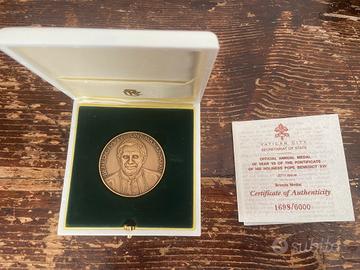 VATICAN CITY
SECRETARIAT OF STATE
OFFICIAL ANNUAL MEDAL
OF YEAR VII OF THE PONTIFICATE
OF HIS HOLINESS POPE BENEDICT XVI
Bronze Medal
Certificate of Authenticity
1698/6000
subito